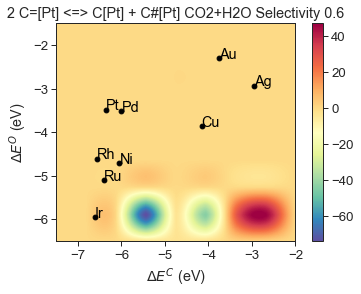 2 C=[Pt] <=> C[Pt] + C#[Pt] CO2+H2O Selectivity 0.6
ΔE^O (eV)
−2
−3
−4
−5
−6
Au
Ag
Pt
Pd
Cu
Rh
Ni
Ru
Ir
−7
−6
−5
−4
−3
−2
ΔE^C (eV)
40
20
0
−20
−40
−60